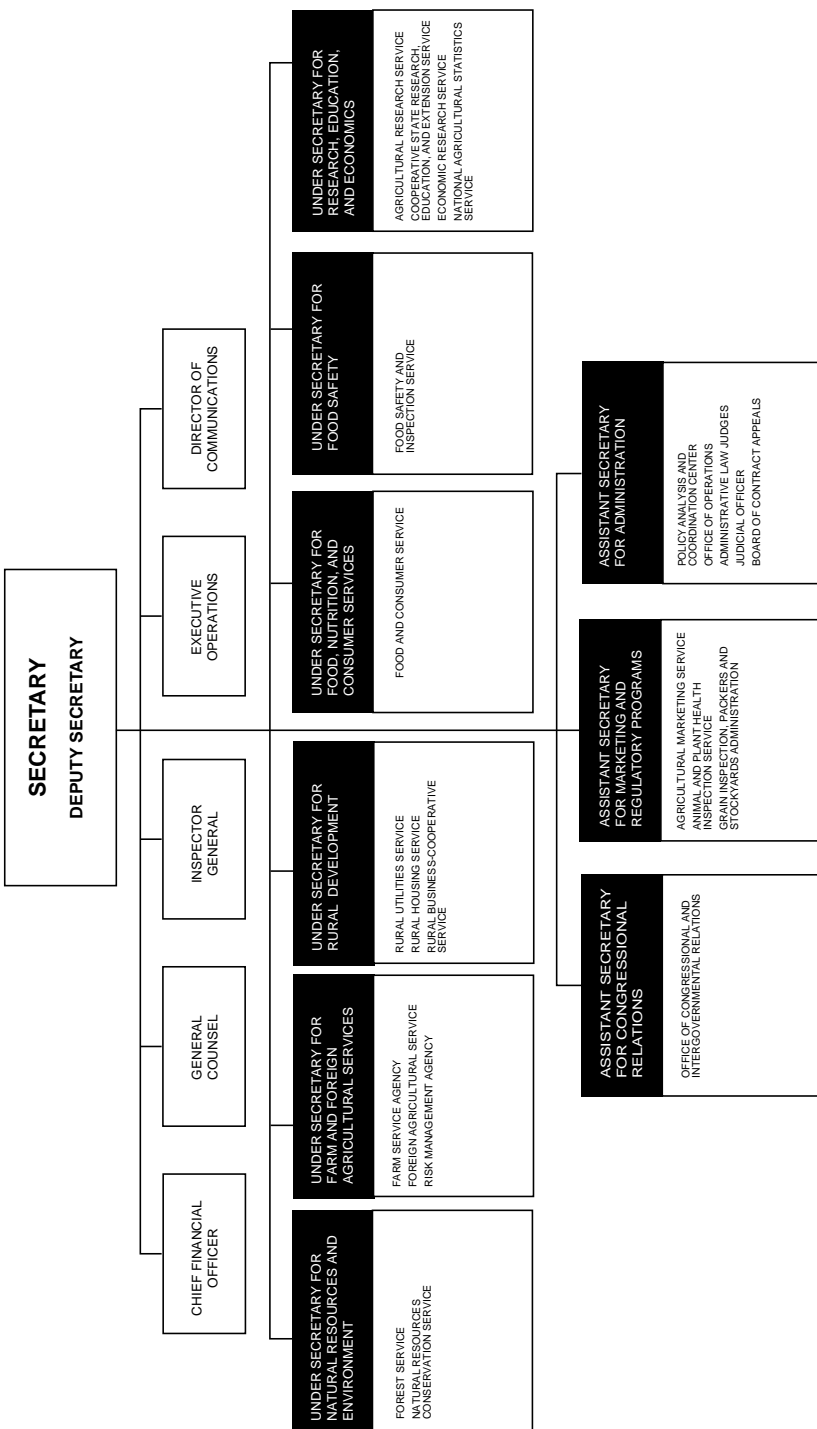 SECRETARY
DEPUTY SECRETARY
CHIEF FINANCIAL
OFFICER
GENERAL
COUNSEL
INSPECTOR
GENERAL
EXECUTIVE
OPERATIONS
DIRECTOR OF
COMMUNICATIONS
UNDER SECRETARY FOR
NATURAL RESOURCES AND
ENVIRONMENT
FOREST SERVICE
NATURAL RESOURCES
CONSERVATION SERVICE
UNDER SECRETARY FOR
FARM AND FOREIGN
AGRICULTURAL SERVICES
FARM SERVICE AGENCY
FOREIGN AGRICULTURAL SERVICE
RISK MANAGEMENT AGENCY
UNDER SECRETARY FOR
RURAL DEVELOPMENT
RURAL UTILITIES SERVICE
RURAL HOUSING SERVICE
RURAL BUSINESS-COOPERATIVE
SERVICE
UNDER SECRETARY FOR
FOOD, NUTRITION, AND
CONSUMER SERVICES
FOOD AND CONSUMER SERVICE
UNDER SECRETARY FOR
FOOD SAFETY
FOOD SAFETY AND
INSPECTION SERVICE
UNDER SECRETARY FOR
RESEARCH, EDUCATION,
AND ECONOMICS
AGRICULTURAL RESEARCH SERVICE
COOPERATIVE STATE RESEARCH,
EDUCATION, AND EXTENSION SERVICE
ECONOMIC RESEARCH SERVICE
NATIONAL AGRICULTURAL STATISTICS
SERVICE
ASSISTANT SECRETARY
FOR CONGRESSIONAL
RELATIONS
OFFICE OF CONGRESSIONAL AND
INTERGOVERNMENTAL RELATIONS
ASSISTANT SECRETARY
FOR MARKETING AND
REGULATORY PROGRAMS
AGRICULTURAL MARKETING SERVICE
ANIMAL AND PLANT HEALTH
INSPECTION SERVICE
GRAIN INSPECTION, PACKERS AND
STOCKYARDS ADMINISTRATION
ASSISTANT SECRETARY
FOR ADMINISTRATION
POLICY ANALYSIS AND
COORDINATION CENTER
OFFICE OF OPERATIONS
ADMINISTRATIVE LAW JUDGES
JUDICIAL OFFICER
BOARD OF CONTRACT APPEALS